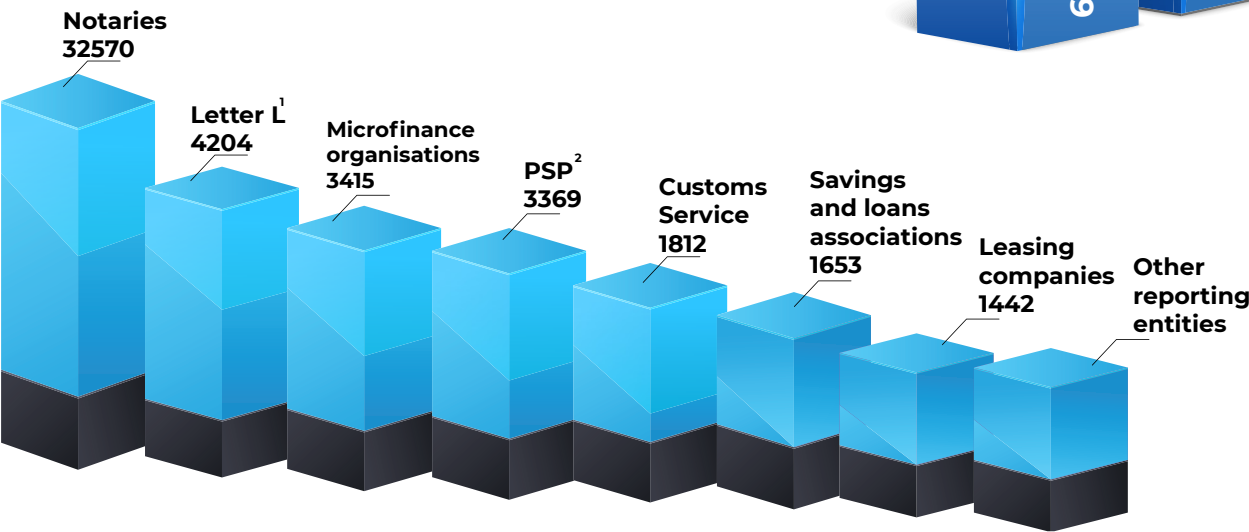 6
Notaries
32570
Letter L¹
4204
Microfinance
organisations
3415
PSP²
3369
Customs
Service
1812
Savings
and loans
associations
1653
Leasing
companies
1442
Other
reporting
entities